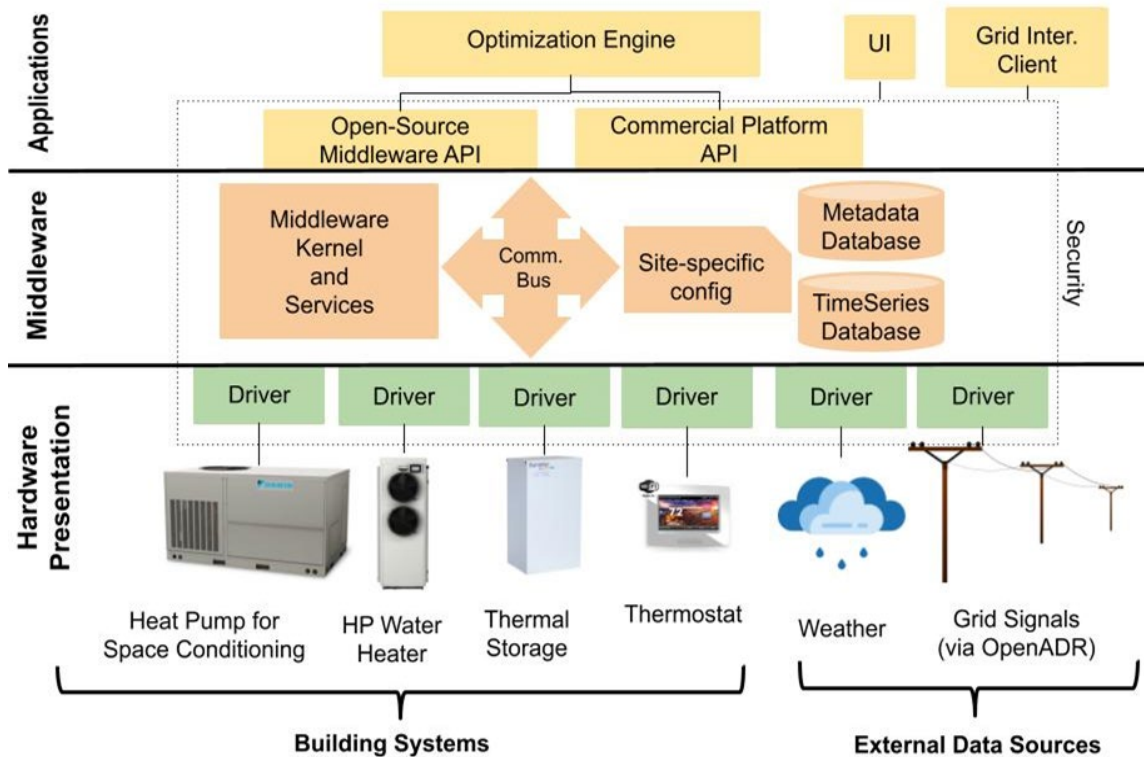 Applications
Optimization Engine
UI
Grid Inter.
Client
Open-Source
Middleware API
Commercial Platform
API
Middleware
Middleware
Kernel
and
Services
Comm.
Bus
Site-specific
config
Metadata
Database
TimeSeries
Database
Security
Hardware
Presentation
Driver
Driver
Driver
Driver
Driver
Driver
DAIKIN
72
Heat Pump for
Space Conditioning
HP Water
Heater
Thermal
Storage
Thermostat
Weather
Grid Signals
(via OpenADR)
Building Systems
External Data Sources